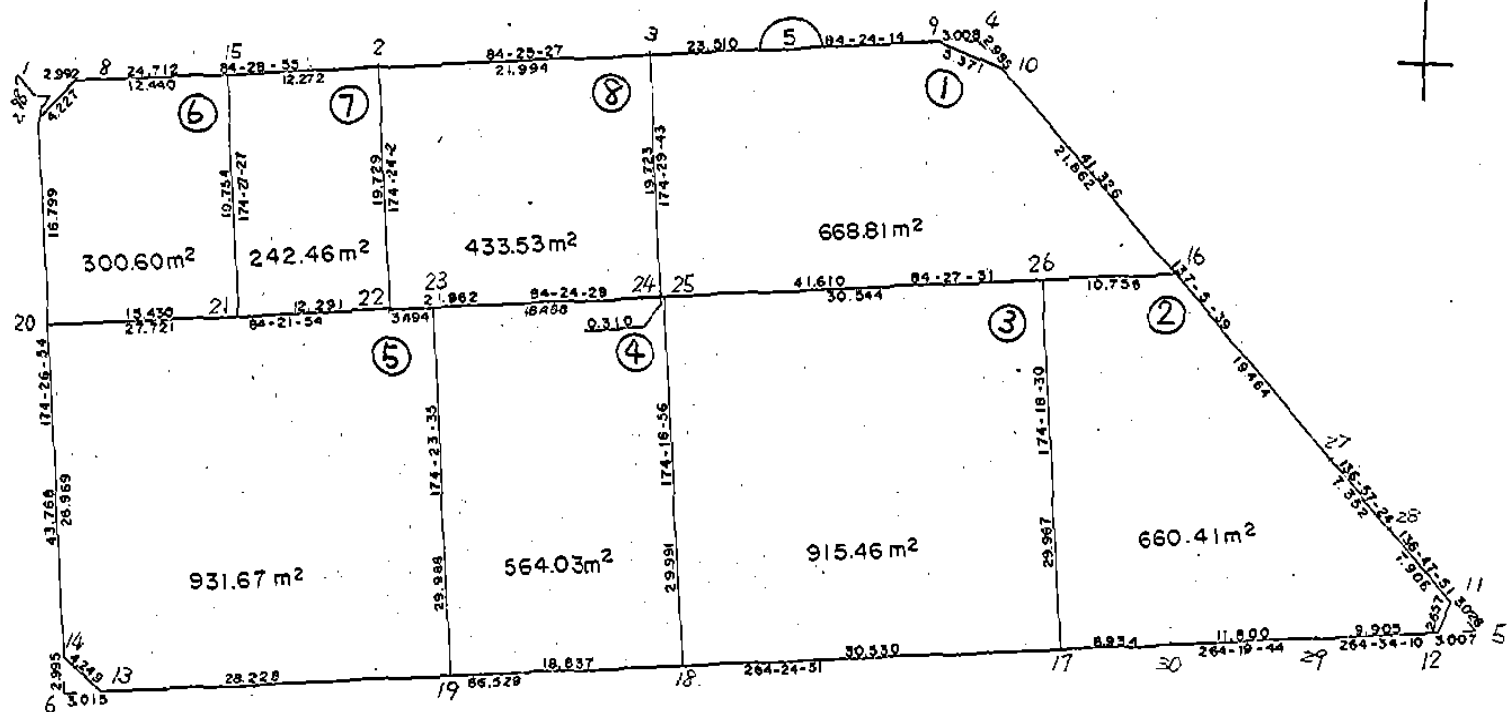 9 4
3 5 23.510 84-24-14 3.008 2.995
2 84-25-27 3.371 10
15 21.994
1 2.992 8 24.712 84-28-55
12.440 12.272
4.227
⑥ ⑦ ⑧ ①
16.799
19.754 174-27-27
19.729 174-24-2
19.723 174-29-43
41.326
21.862
300.60m²
242.46m²
433.53m²
668.81m²
16
20 15.430 21 12.291 22 23 21.962 84-24-29 24 25 41.610 84-27-31 26
27.721 84-21-54 30.544 10.756
0.310
137-5-39
⑤ ④ ③ ②
174-26-54
174-23-35
174-16-56
174-18-30
19.464
27
136-57-24
7.352
28
136-47-51
7.906
43.768
26.969
29.988
29.991
29.967
931.67 m²
564.03m²
915.46 m²
660.41m²
11
3.028
2.657
14
4.249
2.995
6 3.015 13 28.228 19 66.529 18.837 18 264-24-51 30.530 17 8.934 30 11.800 264-19-44 29 9.905 264-34-10 12 3.007 5